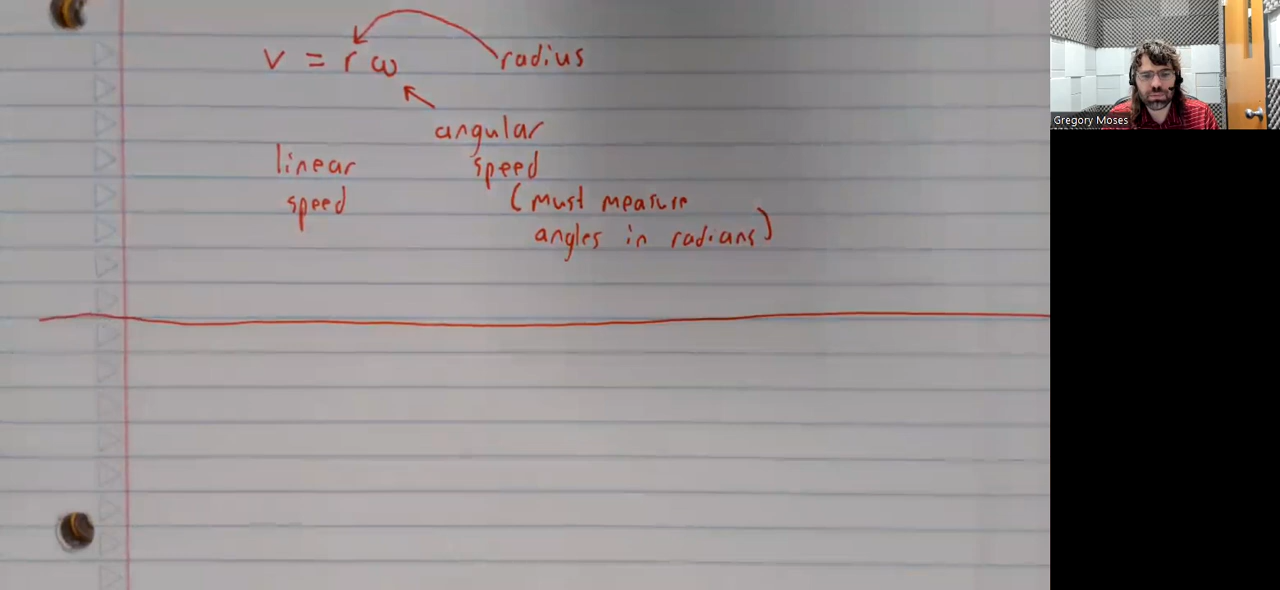 v = r ω
radius
angular
speed
(must measure
angles in radians)
linear
speed
Gregory Moses